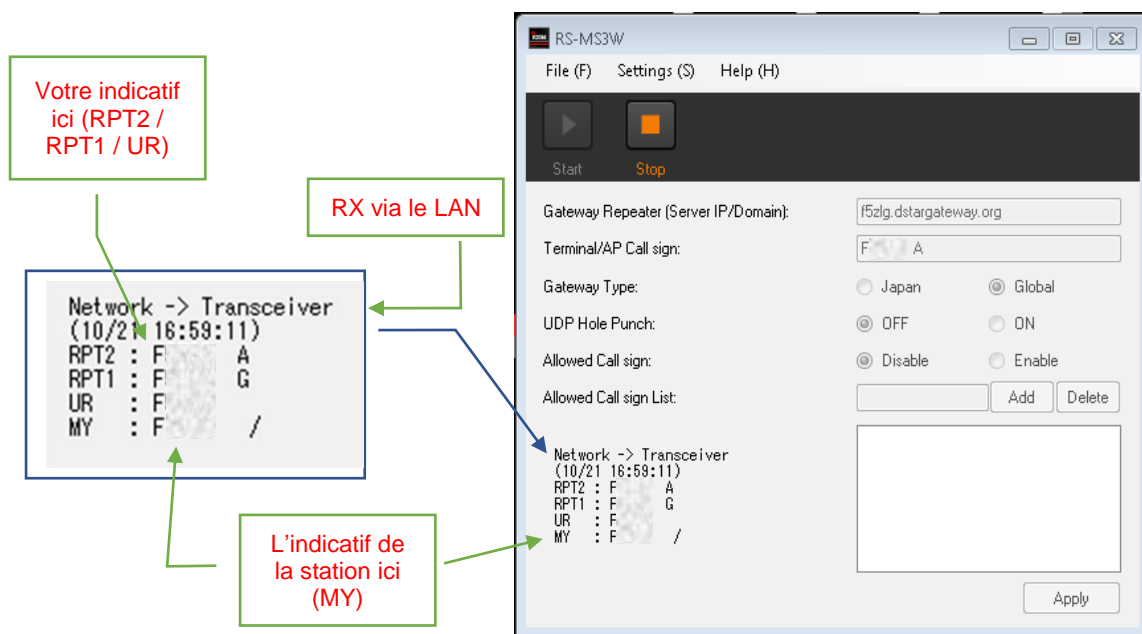 Votre indicatif
ici (RPT2 /
RPT1 / UR)
RX via le LAN
Network -> Transceiver
(10/21 16:59:11)
RPT2 : F A
RPT1 : F G
UR : F
MY : F /
L'indicatif de
la station ici
(MY)
RS-MS3W
File (F) Settings (S) Help (H)
Start Stop
Gateway Repeater (Server IP/Domain): f5zlg.dstargateway.org
Terminal/AP Call sign: F A
Gateway Type: Japan Global
UDP Hole Punch: OFF ON
Allowed Call sign: Disable Enable
Allowed Call sign List: Add Delete
Network -> Transceiver
(10/21 16:59:11)
RPT2 : F A
RPT1 : F G
UR : F
MY : F /
Apply